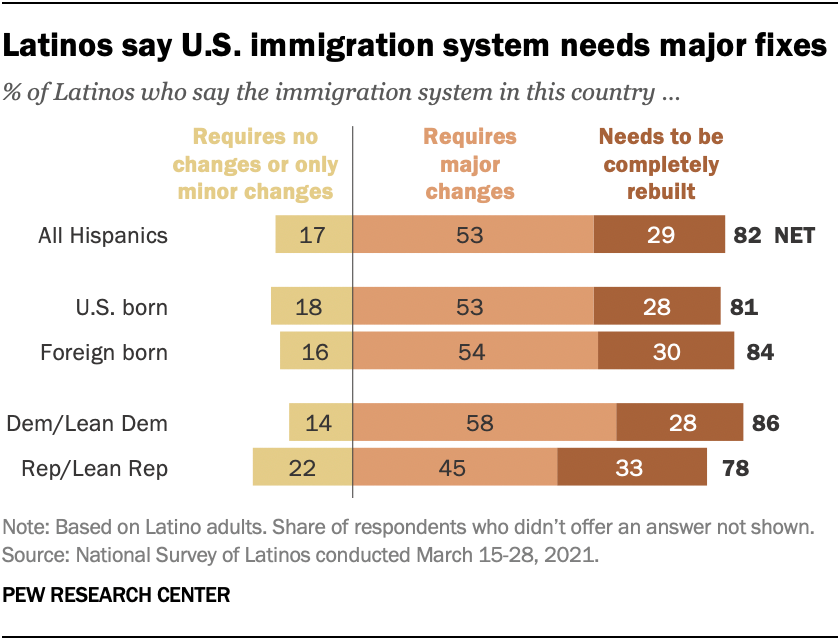 Latinos say U.S. immigration system needs major fixes
% of Latinos who say the immigration system in this country ...
Requires no
changes or only
minor changes
Requires
major
changes
Needs to be
completely
rebuilt
All Hispanics 17 53 29 82 NET
U.S. born 18 53 28 81
Foreign born 16 54 30 84
Dem/Lean Dem 14 58 28 86
Rep/Lean Rep 22 45 33 78
Note: Based on Latino adults. Share of respondents who didn't offer an answer not shown.
Source: National Survey of Latinos conducted March 15-28, 2021.
PEW RESEARCH CENTER